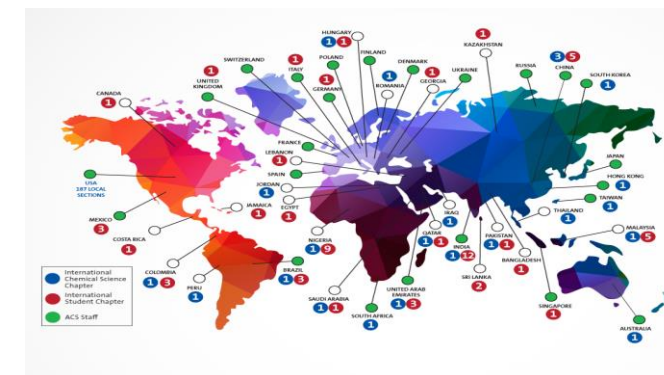 HUNGARY
1 1
1
KAZAKHSTAN
FINLAND
POLAND
DENMARK
SWITZERLAND
1
ITALY
1
UNITED
KINGDOM
1
GERMANY
1
ROMANIA
1
GEORGIA
UKRAINE
RUSSIA
3 5
CHINA
SOUTH KOREA
1
CANADA
1
FRANCE
LEBANON
1
SPAIN
JORDAN
1
EGYPT
1
JAPAN
HONG KONG
1
TAIWAN
1
USA
187 LOCAL
SECTIONS
MEXICO
3
COSTA RICA
1
JAMAICA
1
NIGERIA
1 9
IRAQ
1
QATAR
1 1
INDIA
1 12
PAKISTAN
1 1
THAILAND
1
MALAYSIA
1 5
BANGLADESH
1
SRI LANKA
2
COLOMBIA
1 3
PERU
1
BRAZIL
1 3
SAUDI ARABIA
1 1
SOUTH AFRICA
1
UNITED ARAB
EMIRATES
1 3
SINGAPORE
1
AUSTRALIA
1
International
Chemical Science
Chapter
International
Student Chapter
ACS Staff